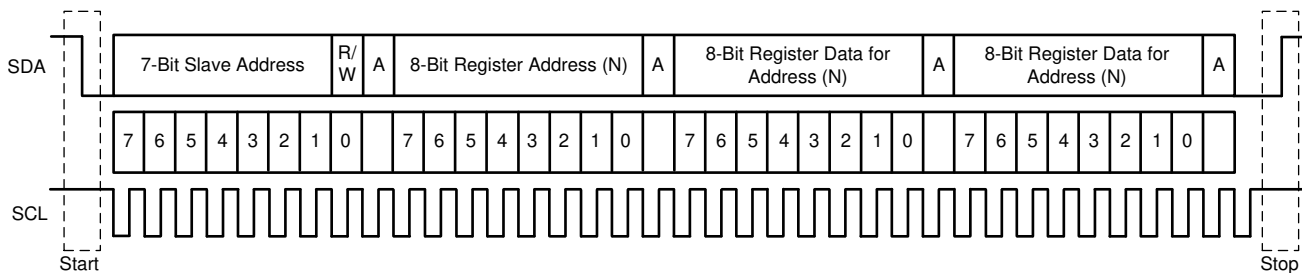 SDA
7-Bit Slave Address
R/
W
A
8-Bit Register Address (N)
A
8-Bit Register Data for
Address (N)
A
8-Bit Register Data for
Address (N)
A
7 6 5 4 3 2 1 0 7 6 5 4 3 2 1 0 7 6 5 4 3 2 1 0 7 6 5 4 3 2 1 0
SCL
Start
Stop